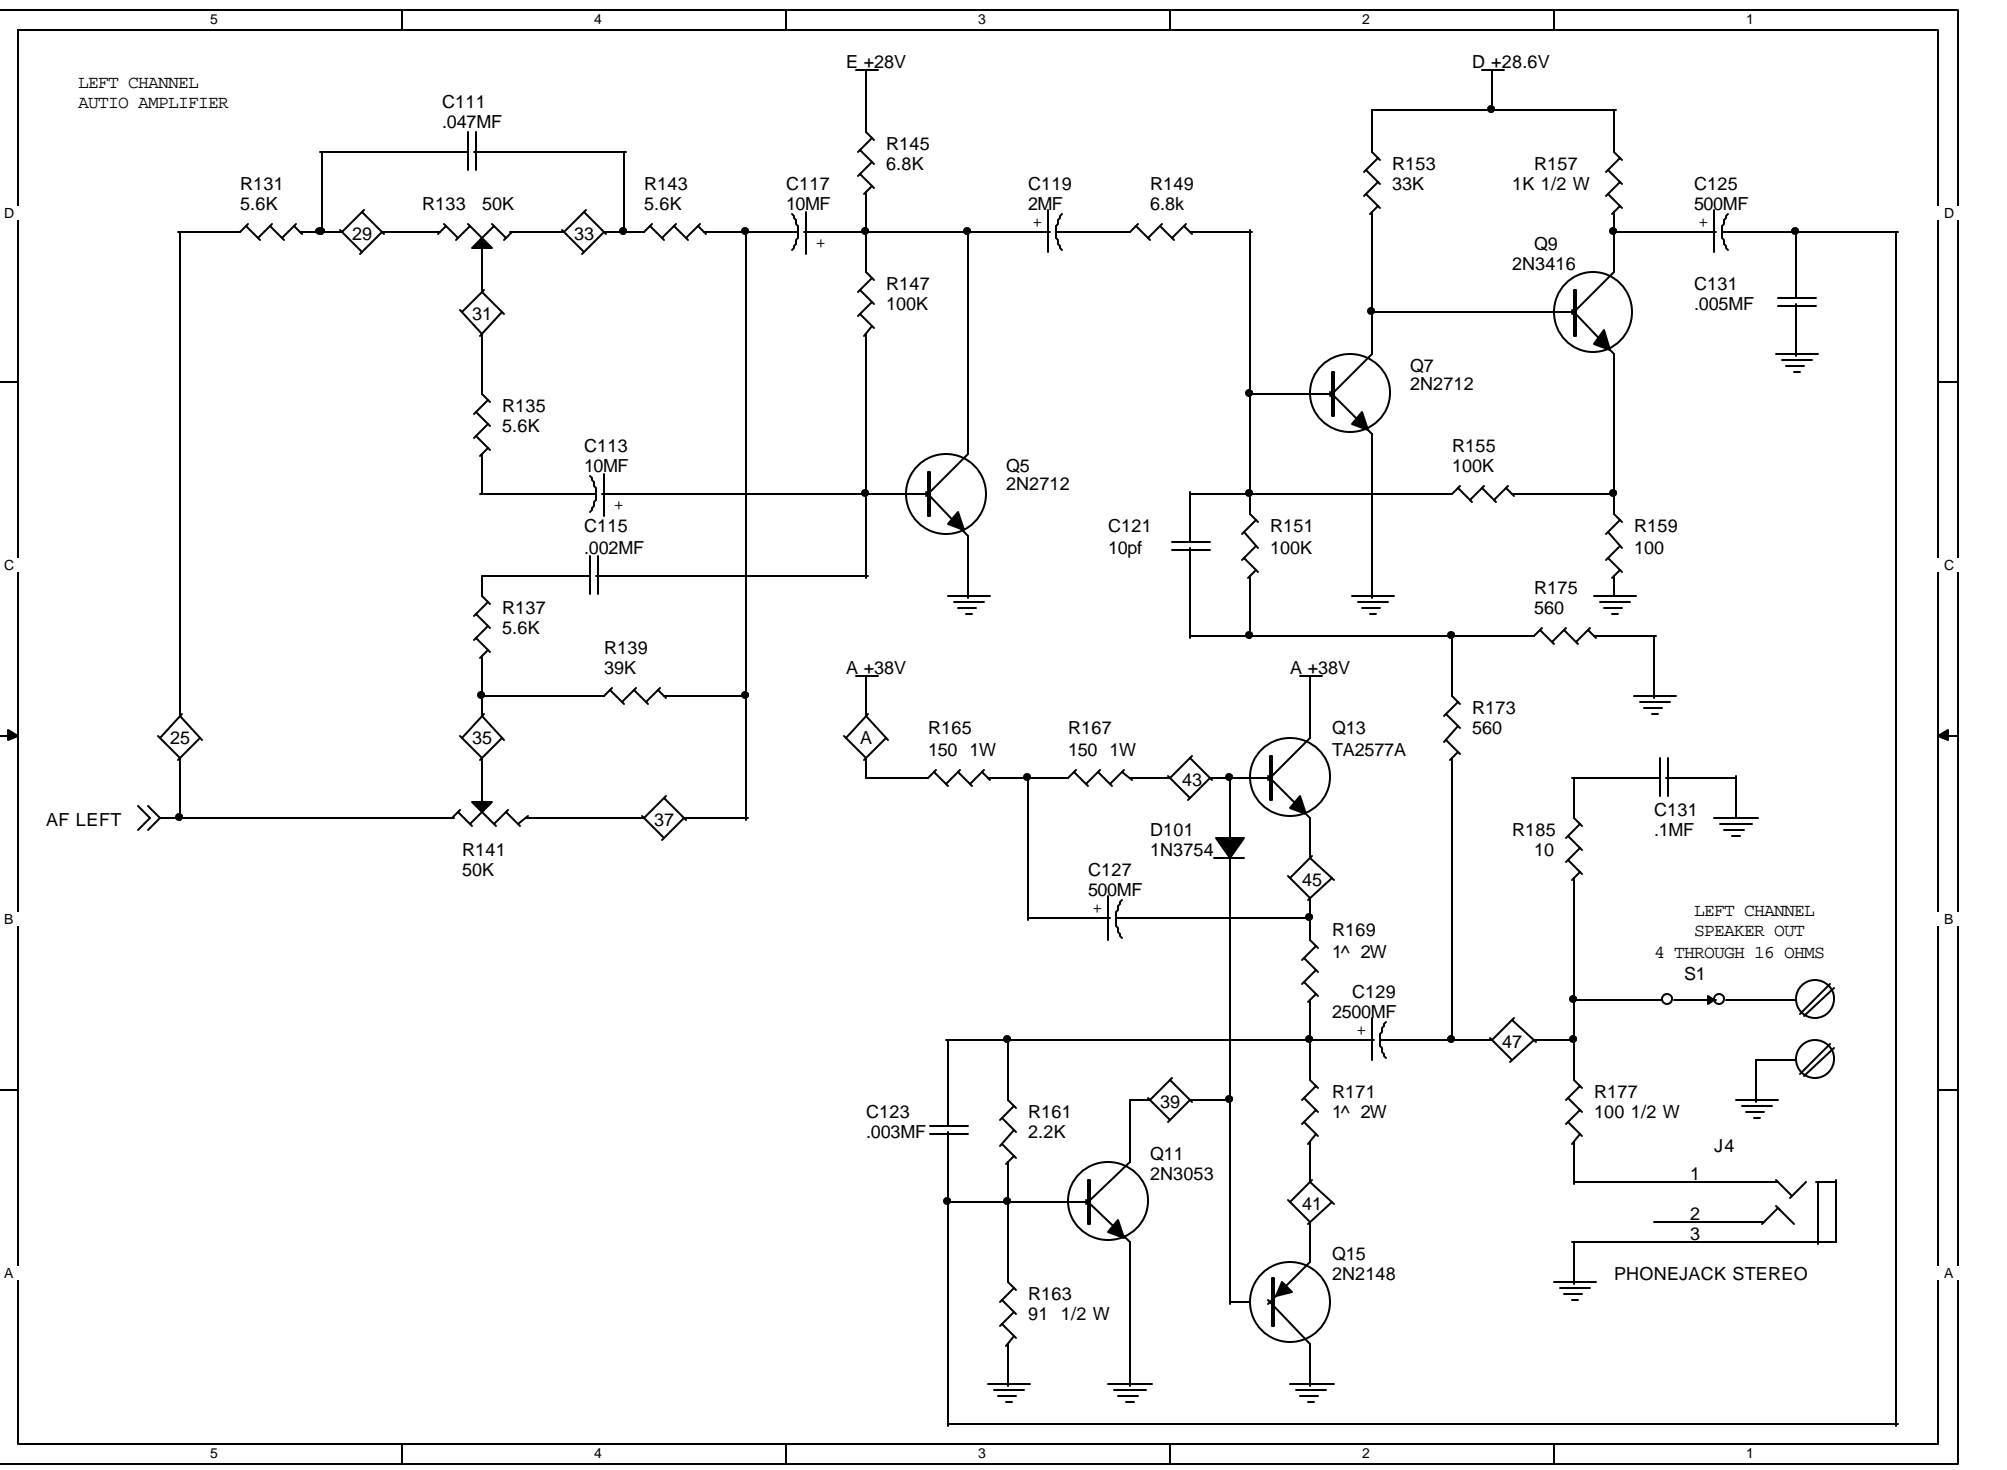 5 4 3 2 1
E +28V
D +28.6V
LEFT CHANNEL
AUTIO AMPLIFIER
C111
.047MF
R145
6.8K
R153
33K
R157
1K 1/2 W
R131
5.6K
R133 50K
R143
5.6K
C117
10MF
+
C119
2MF
+
R149
6.8k
C125
500MF
+
D
D
29
33
Q9
2N3416
R147
100K
C131
.005MF
31
Q7
2N2712
R135
5.6K
C113
10MF
+
Q5
2N2712
R155
100K
C115
.002MF
C121
10pf
R151
100K
R159
100
C
C
R137
5.6K
R175
560
R139
39K
A +38V
A +38V
R173
560
25
35
A
R165
150 1W
R167
150 1W
43
Q13
TA2577A
AF LEFT
37
R141
50K
D101
1N3754
C131
.1MF
R185
10
C127
500MF
+
45
B
B
R169
1^ 2W
LEFT CHANNEL
SPEAKER OUT
4 THROUGH 16 OHMS
S1
C129
2500MF
+
47
C123
.003MF
R161
2.2K
39
R171
1^ 2W
R177
100 1/2 W
Q11
2N3053
J4
1
2
3
41
Q15
2N2148
PHONEJACK STEREO
A
A
R163
91 1/2 W
5 4 3 2 1